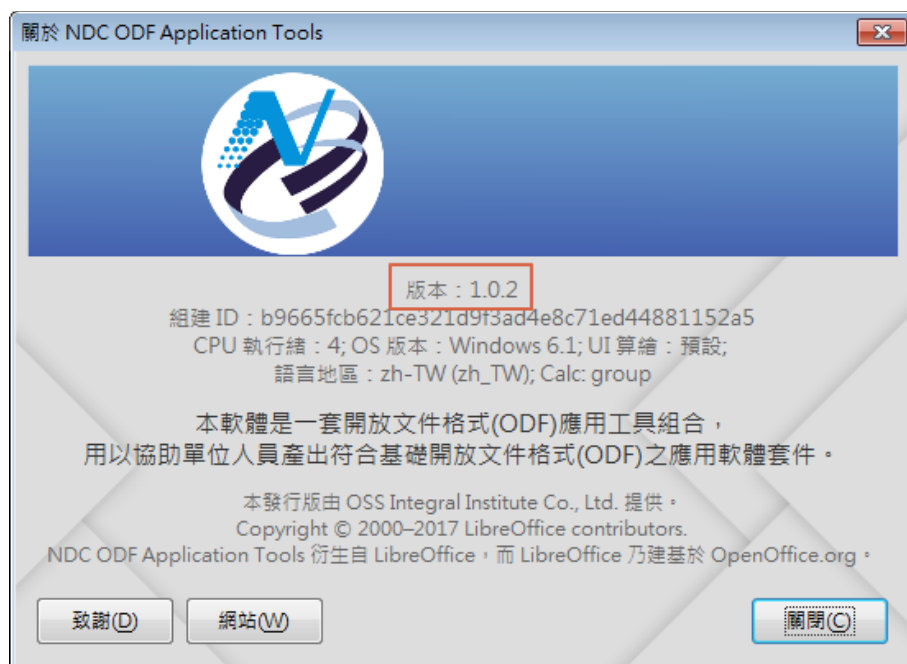 關於 NDC ODF Application Tools
版本：1.0.2
組建 ID：b9665fcb621ce321d9f3ad4e8c71ed44881152a5
CPU 執行緒：4; OS 版本：Windows 6.1; UI 算繪：預設;
語言地區：zh-TW (zh_TW); Calc: group
本軟體是一套開放文件格式(ODF)應用工具組合，
用以協助單位人員產出符合基礎開放文件格式(ODF)之應用軟體套件。
本發行版由 OSS Integral Institute Co., Ltd. 提供。
Copyright © 2000–2017 LibreOffice contributors.
NDC ODF Application Tools 衍生自 LibreOffice，而 LibreOffice 乃建基於 OpenOffice.org。
致謝(D) 網站(W) 關閉(C)